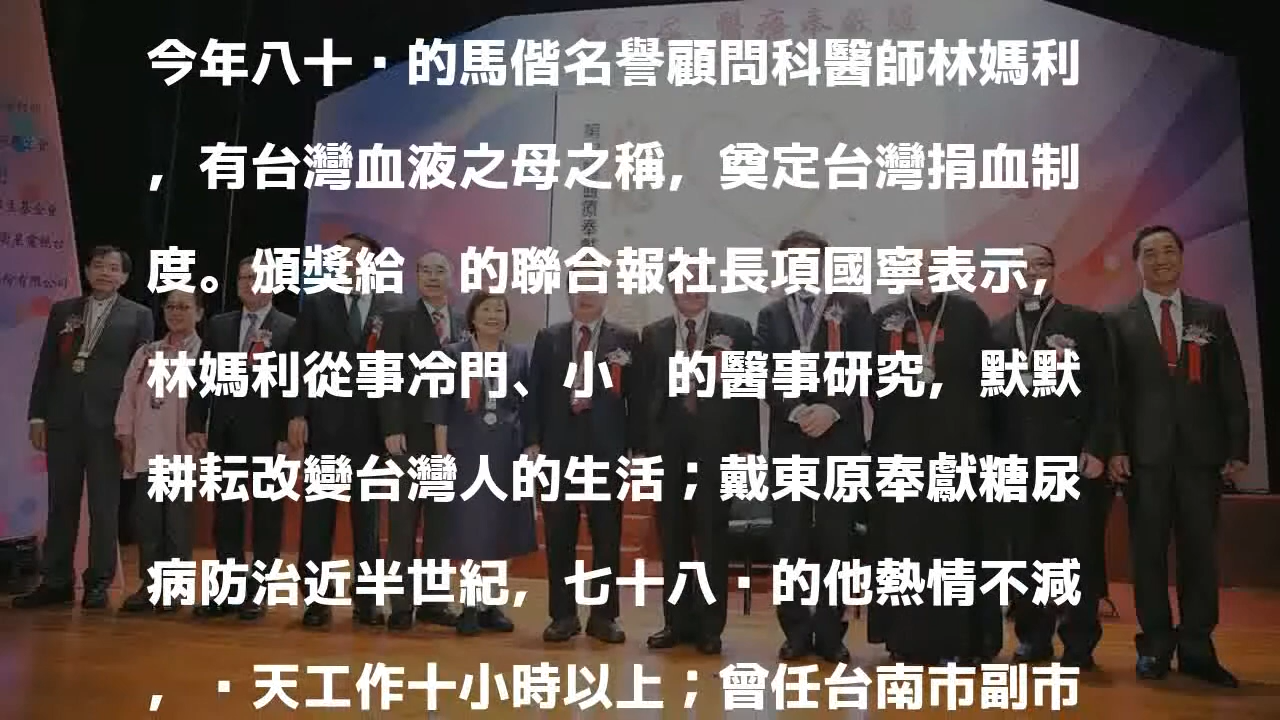 今年八十·的馬偕名譽顧問科醫師林媽利
，有台灣血液之母之稱，奠定台灣捐血制
度。頒獎給　的聯合報社長項國寧表示，
林媽利從事冷門、小　的醫事研究，默默
耕耘改變台灣人的生活；戴東原奉獻糖尿
病防治近半世紀，七十八·的他熱情不減
，·天工作十小時以上；曾任台南市副市